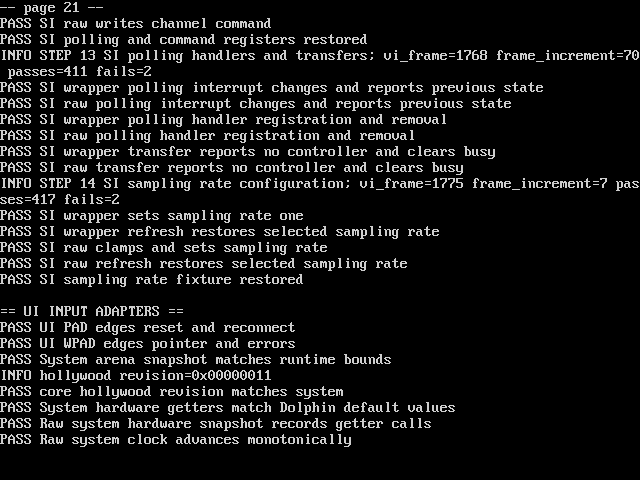 -- page 21 --
PASS SI raw writes channel command
PASS SI polling and command registers restored
INFO STEP 13 SI polling handlers and transfers; vi_frame=1768 frame_increment=70
 passes=411 fails=2
PASS SI wrapper polling interrupt changes and reports previous state
PASS SI raw polling interrupt changes and reports previous state
PASS SI wrapper polling handler registration and removal
PASS SI raw polling handler registration and removal
PASS SI wrapper transfer reports no controller and clears busy
PASS SI raw transfer reports no controller and clears busy
INFO STEP 14 SI sampling rate configuration; vi_frame=1775 frame_increment=7 pas
ses=417 fails=2
PASS SI wrapper sets sampling rate one
PASS SI wrapper refresh restores selected sampling rate
PASS SI raw clamps and sets sampling rate
PASS SI raw refresh restores selected sampling rate
PASS SI sampling rate fixture restored

== UI INPUT ADAPTERS ==
PASS UI PAD edges reset and reconnect
PASS UI WPAD edges pointer and errors
PASS System arena snapshot matches runtime bounds
INFO hollywood revision=0x00000011
PASS core hollywood revision matches system
PASS System hardware getters match Dolphin default values
PASS Raw system hardware snapshot records getter calls
PASS Raw system clock advances monotonically